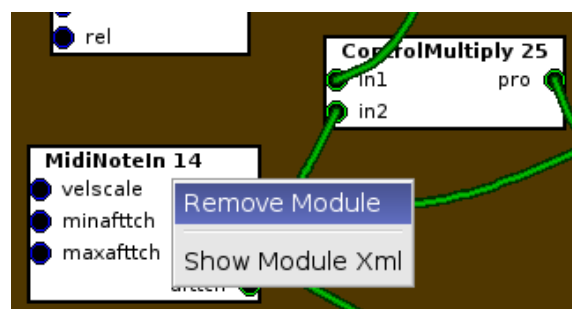 rel
ControlMultiply 25
in1 pro
in2
MidiNoteIn 14
velscale
minafttch
maxafttch
Remove Module
Show Module Xml